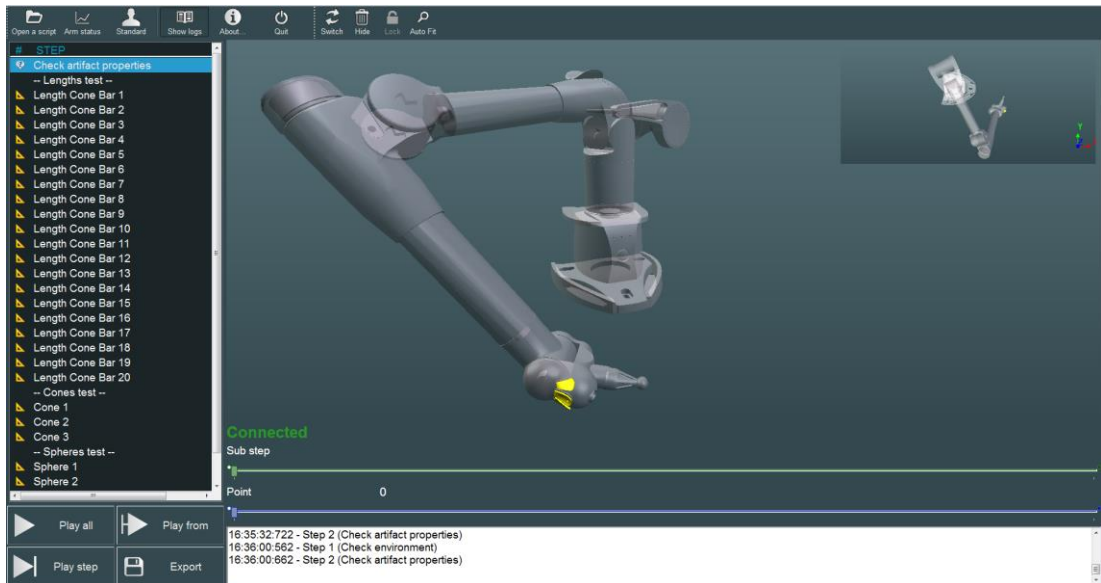 Open a script Arm status Standard Show logs About... Quit Switch Hide Lock Auto Fit
# STEP
Check artifact properties
-- Lengths test --
Length Cone Bar 1
Length Cone Bar 2
Length Cone Bar 3
Length Cone Bar 4
Length Cone Bar 5
Length Cone Bar 6
Length Cone Bar 7
Length Cone Bar 8
Length Cone Bar 9
Length Cone Bar 10
Length Cone Bar 11
Length Cone Bar 12
Length Cone Bar 13
Length Cone Bar 14
Length Cone Bar 15
Length Cone Bar 16
Length Cone Bar 17
Length Cone Bar 18
Length Cone Bar 19
Length Cone Bar 20
-- Cones test --
Cone 1
Cone 2
Cone 3
-- Spheres test --
Sphere 1
Sphere 2
Play all Play from
Play step Export
Y
Connected
Sub step
Point 0
16:35:32:722 - Step 2 (Check artifact properties)
16:36:00:562 - Step 1 (Check environment)
16:36:00:662 - Step 2 (Check artifact properties)